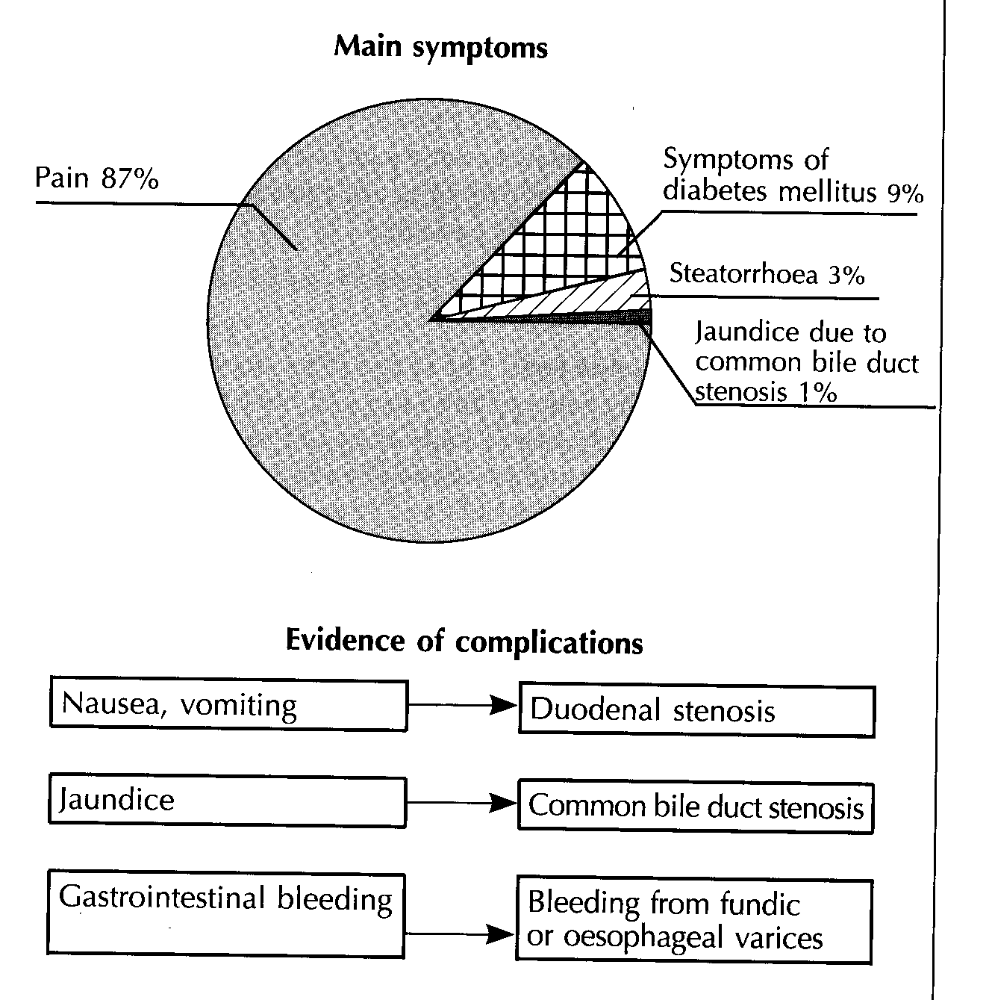 Main symptoms
Pain 87%
Symptoms of
diabetes mellitus 9%
Steatorrhoea 3%
Jaundice due to
common bile duct
stenosis 1%
Evidence of complications
Nausea, vomiting
Duodenal stenosis
Jaundice
Common bile duct stenosis
Gastrointestinal bleeding
Bleeding from fundic
or oesophageal varices